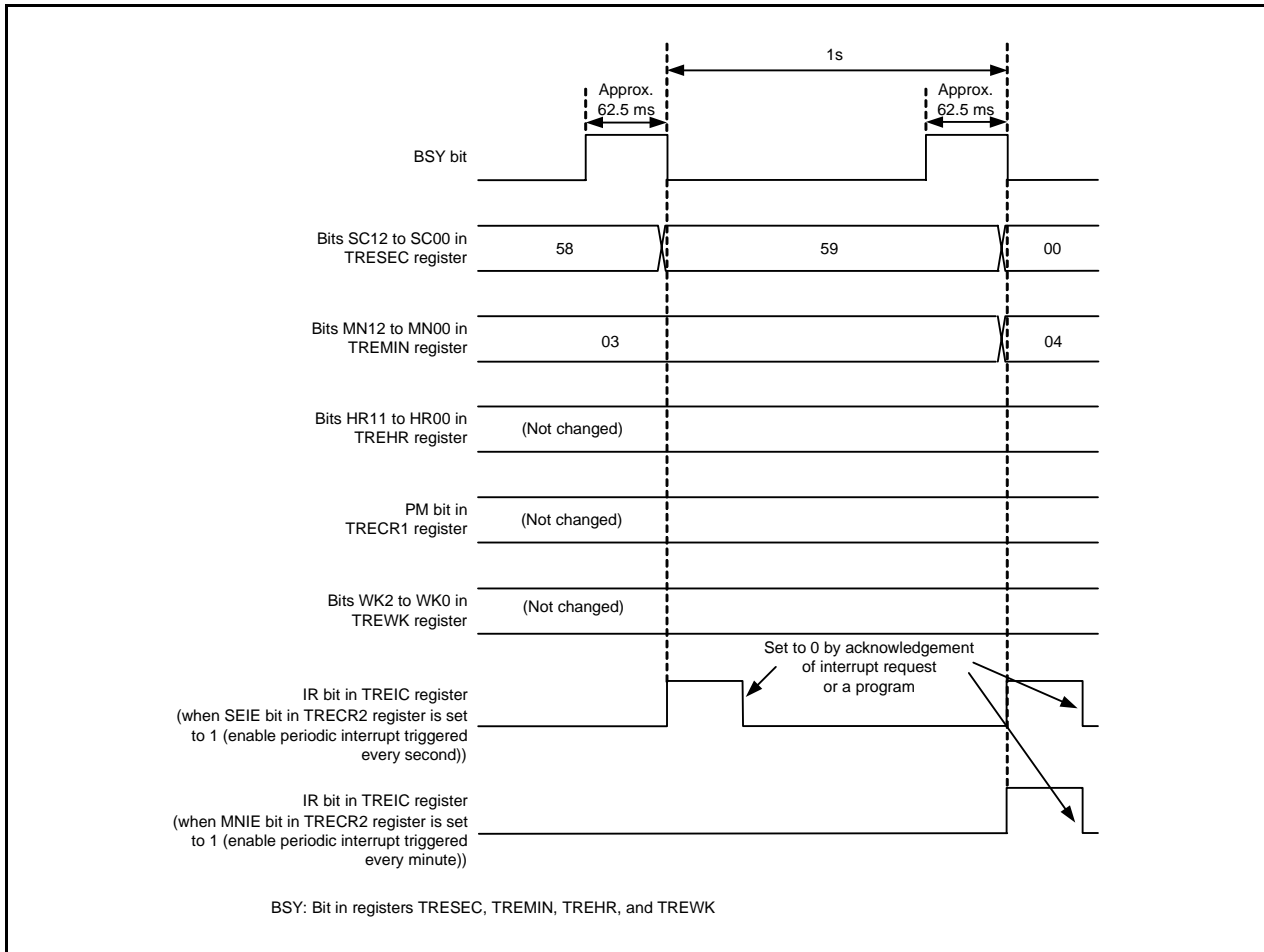 1s
Approx.
62.5 ms
Approx.
62.5 ms
BSY bit
Bits SC12 to SC00 in
TRESEC register
58
59
00
Bits MN12 to MN00 in
TREMIN register
03
04
Bits HR11 to HR00 in
TREHR register
(Not changed)
PM bit in
TRECR1 register
(Not changed)
Bits WK2 to WK0 in
TREWK register
(Not changed)
Set to 0 by acknowledgement
of interrupt request
or a program
IR bit in TREIC register
(when SEIE bit in TRECR2 register is set
to 1 (enable periodic interrupt triggered
every second))
IR bit in TREIC register
(when MNIE bit in TRECR2 register is set
to 1 (enable periodic interrupt triggered
every minute))
BSY: Bit in registers TRESEC, TREMIN, TREHR, and TREWK